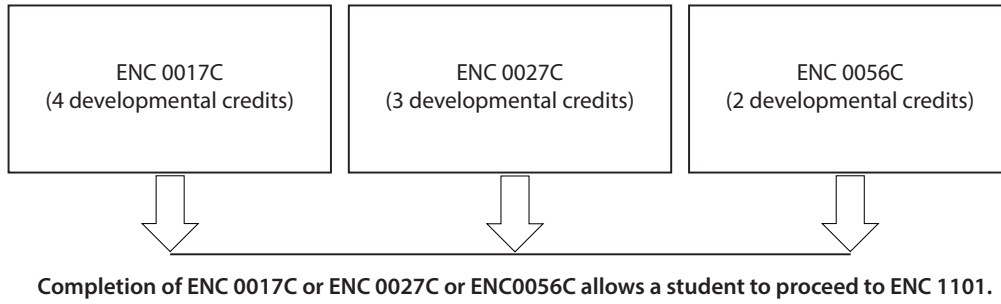 ENC 0017C
(4 developmental credits)
ENC 0027C
(3 developmental credits)
ENC 0056C
(2 developmental credits)
Completion of ENC 0017C or ENC 0027C or ENC0056C allows a student to proceed to ENC 1101.